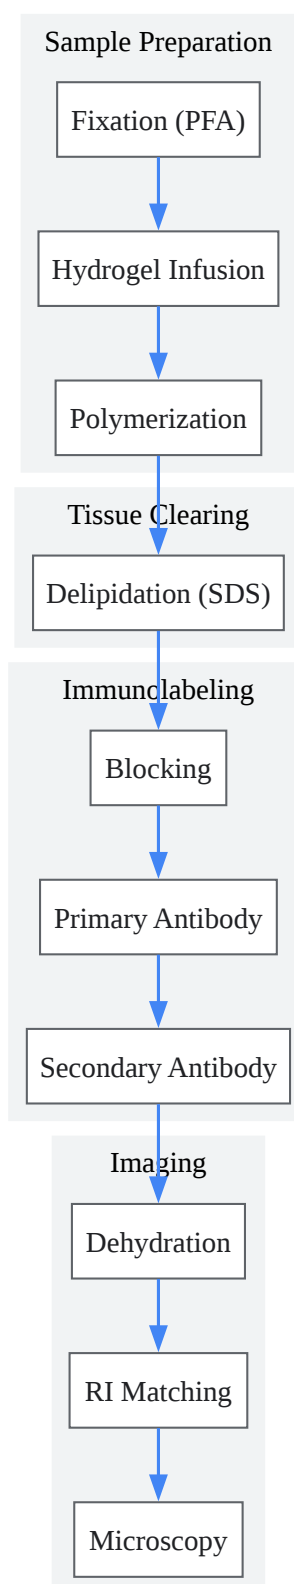 Sample Preparation
Fixation (PFA)
Hydrogel Infusion
Polymerization
Tissue Clearing
Delipidation (SDS)
Immunolabeling
Blocking
Primary Antibody
Secondary Antibody
Imaging
Dehydration
RI Matching
Microscopy